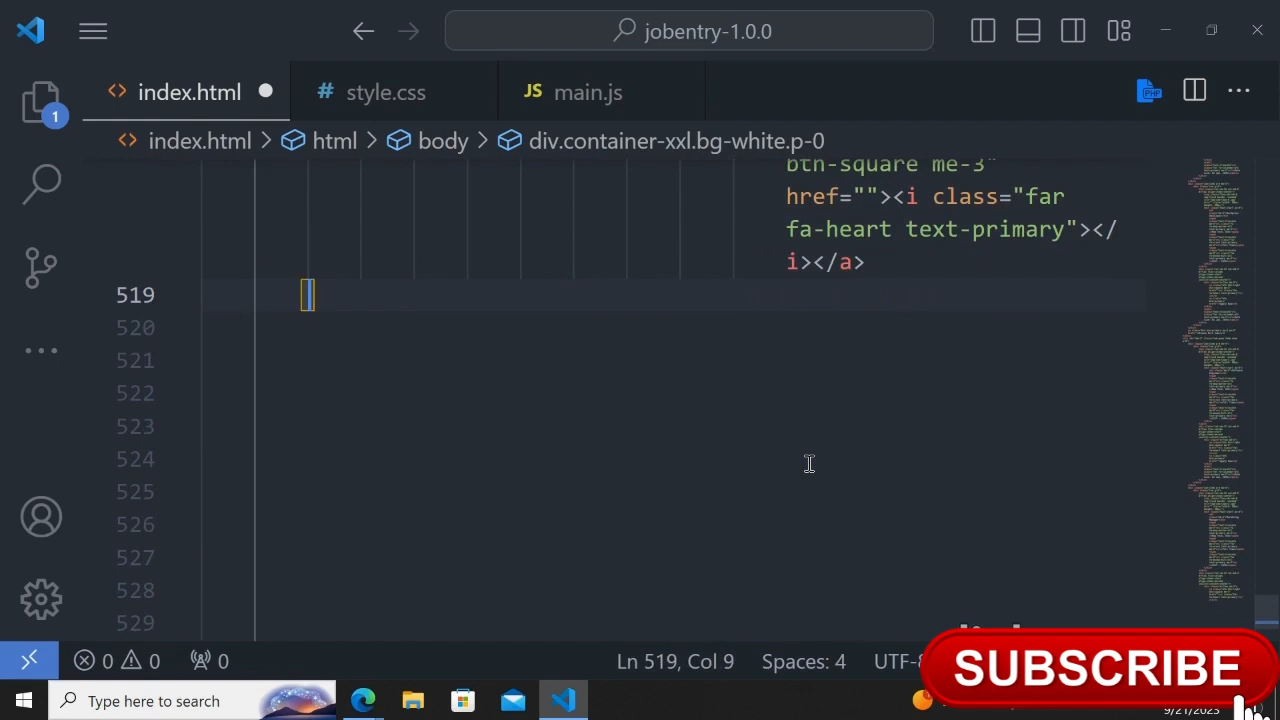 jobentry-1.0.0
index.html
# style.css
JS main.js
PHP
1
index.html > html > body > div.container-xxl.bg-white.p-0
btn-square me-3"
href=""><i class="far
fa-heart text-primary"></
i></a>
519
520
521
522
523
524
525
526
527
528
529
0 0 0
Ln 519, Col 9
Spaces: 4
UTF-8
SUBSCRIBE
Type here to search
9/21/2023